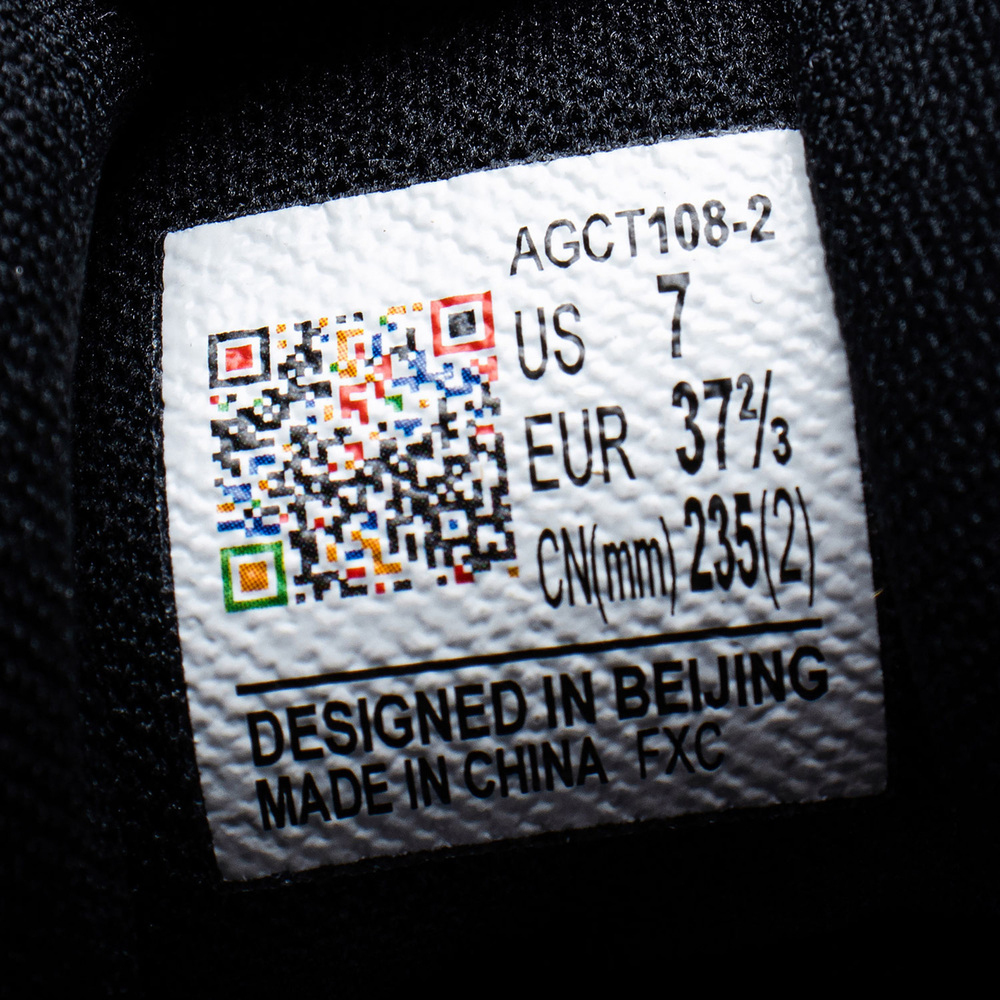 AGCT108-2
US 7
EUR 37⅔
CN(mm) 235(2)
DESIGNED IN BEIJING
MADE IN CHINA FXC